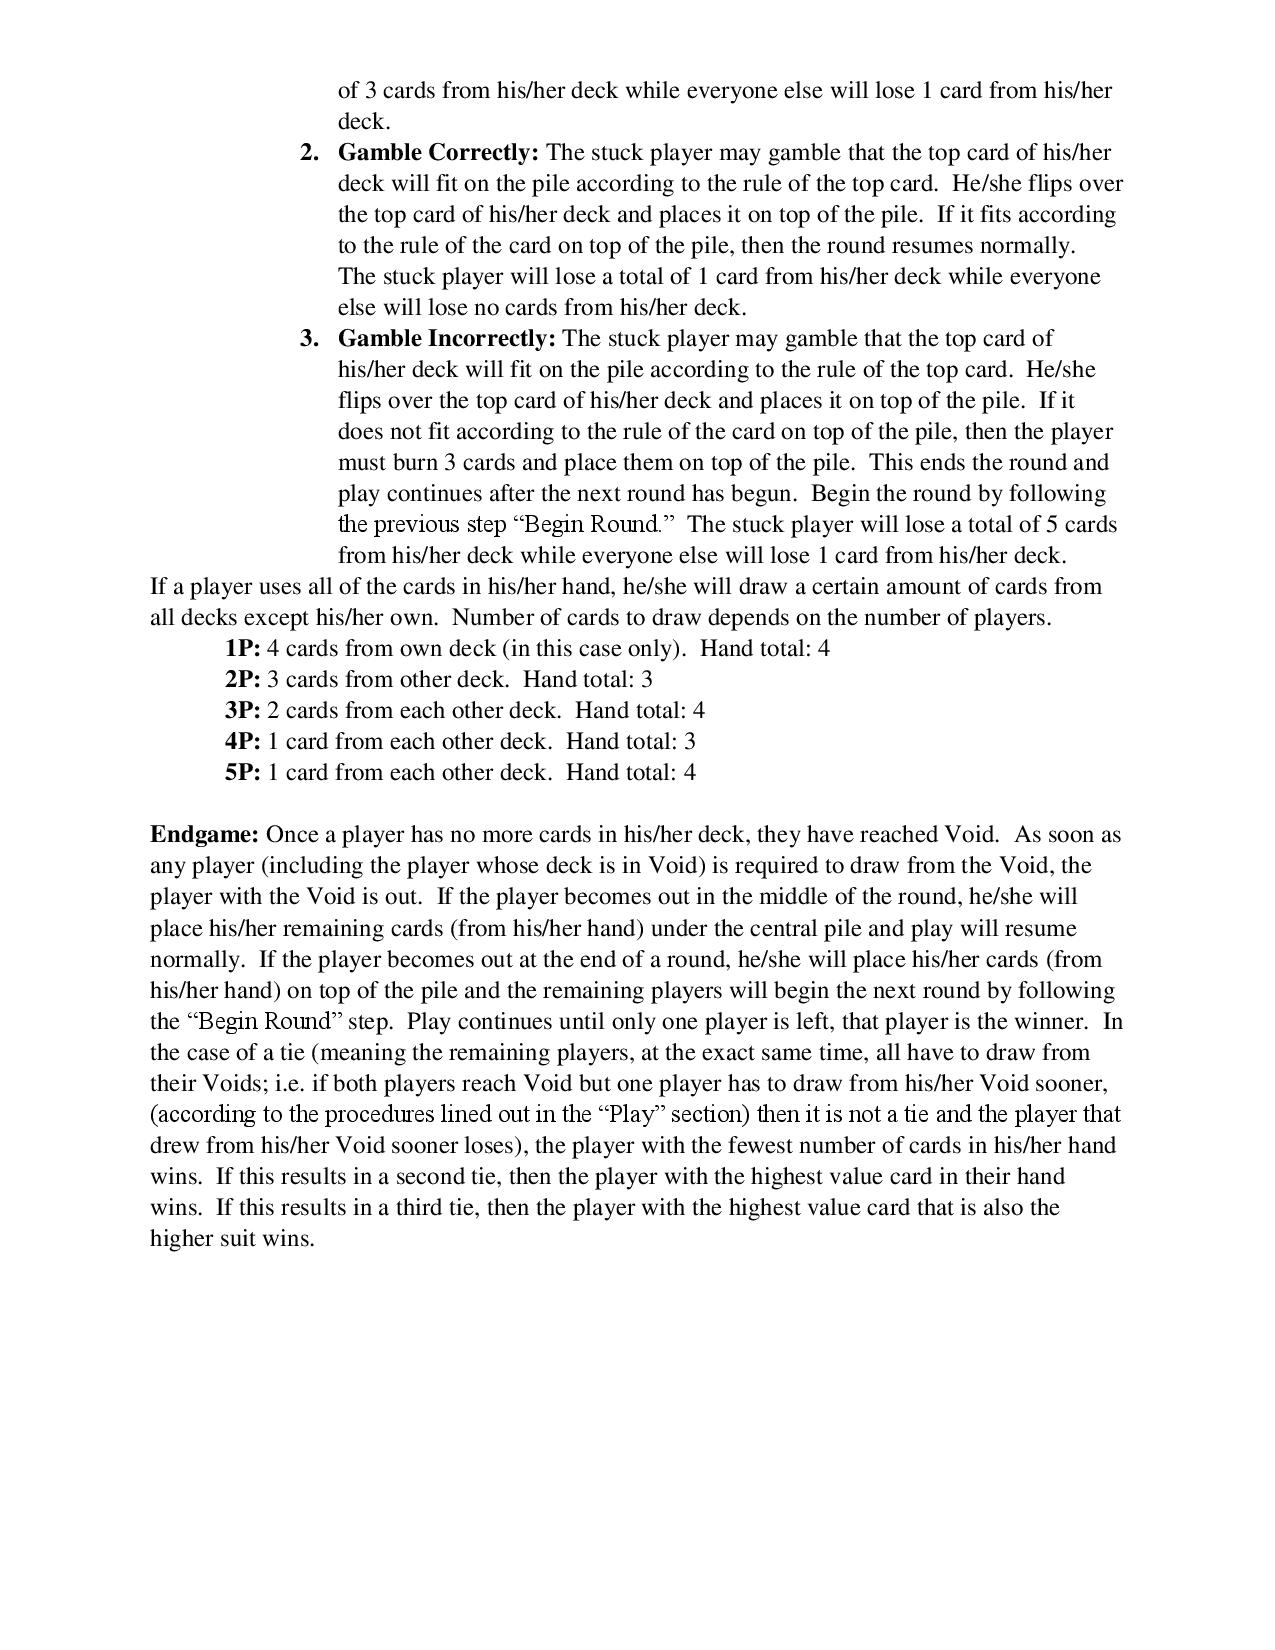 of 3 cards from his/her deck while everyone else will lose 1 card from his/her
deck.
2. Gamble Correctly: The stuck player may gamble that the top card of his/her
deck will fit on the pile according to the rule of the top card.  He/she flips over
the top card of his/her deck and places it on top of the pile.  If it fits according
to the rule of the card on top of the pile, then the round resumes normally.
The stuck player will lose a total of 1 card from his/her deck while everyone
else will lose no cards from his/her deck.
3. Gamble Incorrectly: The stuck player may gamble that the top card of
his/her deck will fit on the pile according to the rule of the top card.  He/she
flips over the top card of his/her deck and places it on top of the pile.  If it
does not fit according to the rule of the card on top of the pile, then the player
must burn 3 cards and place them on top of the pile.  This ends the round and
play continues after the next round has begun.  Begin the round by following
the previous step “Begin Round.”  The stuck player will lose a total of 5 cards
from his/her deck while everyone else will lose 1 card from his/her deck.
If a player uses all of the cards in his/her hand, he/she will draw a certain amount of cards from
all decks except his/her own.  Number of cards to draw depends on the number of players.
1P: 4 cards from own deck (in this case only).  Hand total: 4
2P: 3 cards from other deck.  Hand total: 3
3P: 2 cards from each other deck.  Hand total: 4
4P: 1 card from each other deck.  Hand total: 3
5P: 1 card from each other deck.  Hand total: 4
Endgame: Once a player has no more cards in his/her deck, they have reached Void.  As soon as
any player (including the player whose deck is in Void) is required to draw from the Void, the
player with the Void is out.  If the player becomes out in the middle of the round, he/she will
place his/her remaining cards (from his/her hand) under the central pile and play will resume
normally.  If the player becomes out at the end of a round, he/she will place his/her cards (from
his/her hand) on top of the pile and the remaining players will begin the next round by following
the “Begin Round” step.  Play continues until only one player is left, that player is the winner.  In
the case of a tie (meaning the remaining players, at the exact same time, all have to draw from
their Voids; i.e. if both players reach Void but one player has to draw from his/her Void sooner,
(according to the procedures lined out in the “Play” section) then it is not a tie and the player that
drew from his/her Void sooner loses), the player with the fewest number of cards in his/her hand
wins.  If this results in a second tie, then the player with the highest value card in their hand
wins.  If this results in a third tie, then the player with the highest value card that is also the
higher suit wins.